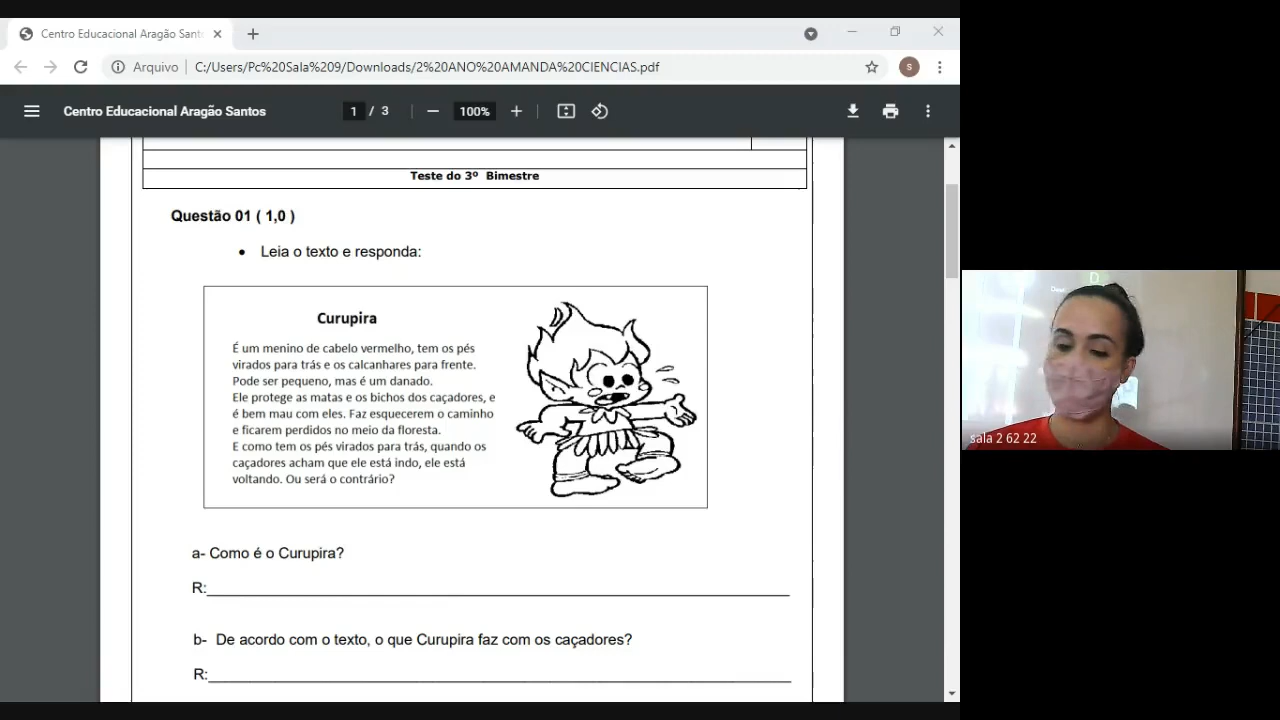 Centro Educacional Aragão Sant
Arquivo
C:/Users/Pc%20Sala%209/Downloads/2%20ANO%20AMANDA%20CIENCIAS.pdf
s
Centro Educacional Aragão Santos
1 / 3
100%
Teste do 3º Bimestre
Questão 01 ( 1,0 )
• Leia o texto e responda:
Curupira
É um menino de cabelo vermelho, tem os pés
virados para trás e os calcanhares para frente.
Pode ser pequeno, mas é um danado.
Ele protege as matas e os bichos dos caçadores, e
é bem mau com eles. Faz esquecerem o caminho
e ficarem perdidos no meio da floresta.
E como tem os pés virados para trás, quando os
caçadores acham que ele está indo, ele está
voltando. Ou será o contrário?
a- Como é o Curupira?
R:
b- De acordo com o texto, o que Curupira faz com os caçadores?
R:
D
sala 2 62 22